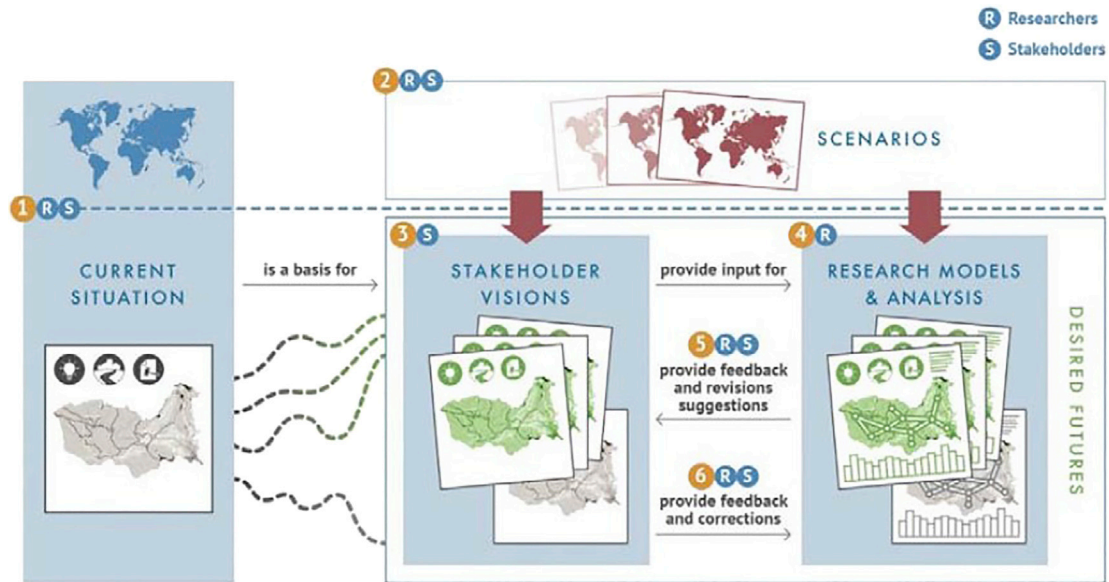 R Researchers
S Stakeholders
2 R S
SCENARIOS
1 R S
3 S
4 R
CURRENT
SITUATION
is a basis for
STAKEHOLDER
VISIONS
provide input for
RESEARCH MODELS
& ANALYSIS
5 R S
provide feedback
and revisions
suggestions
6 R S
provide feedback
and corrections
DESIRED FUTURES